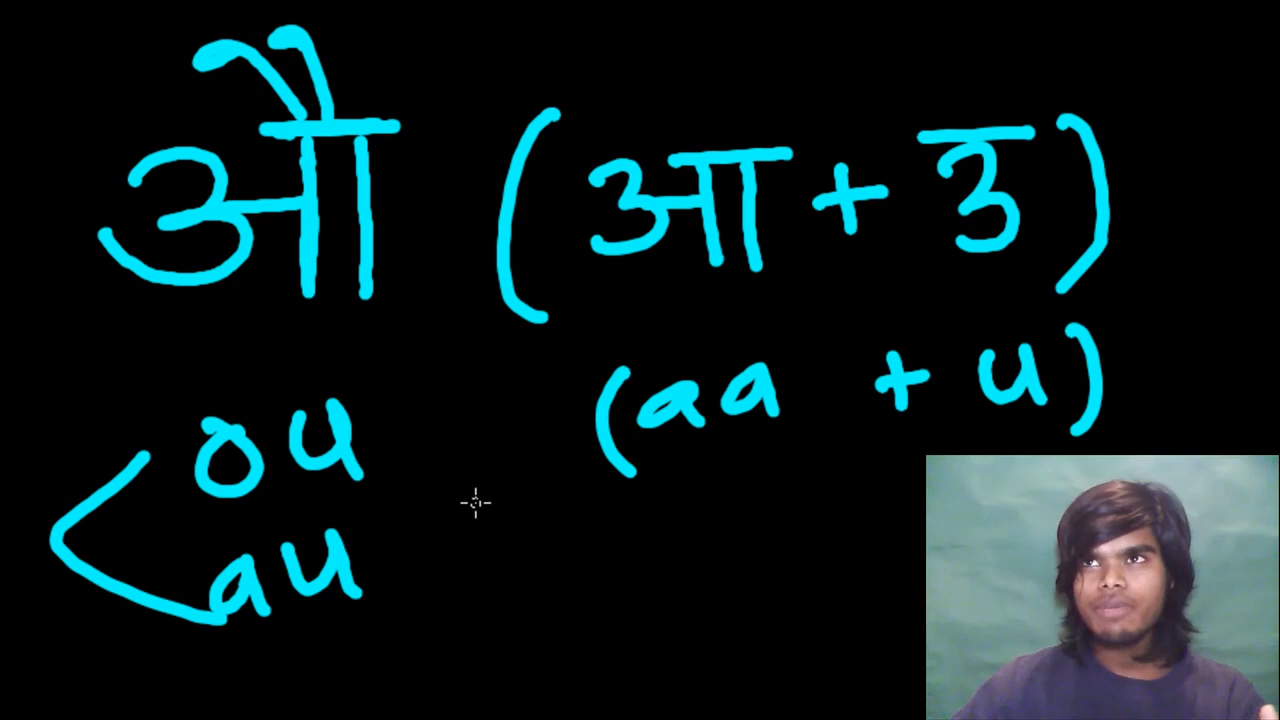 औ (आ + उ)
(aa + u)
ou
au